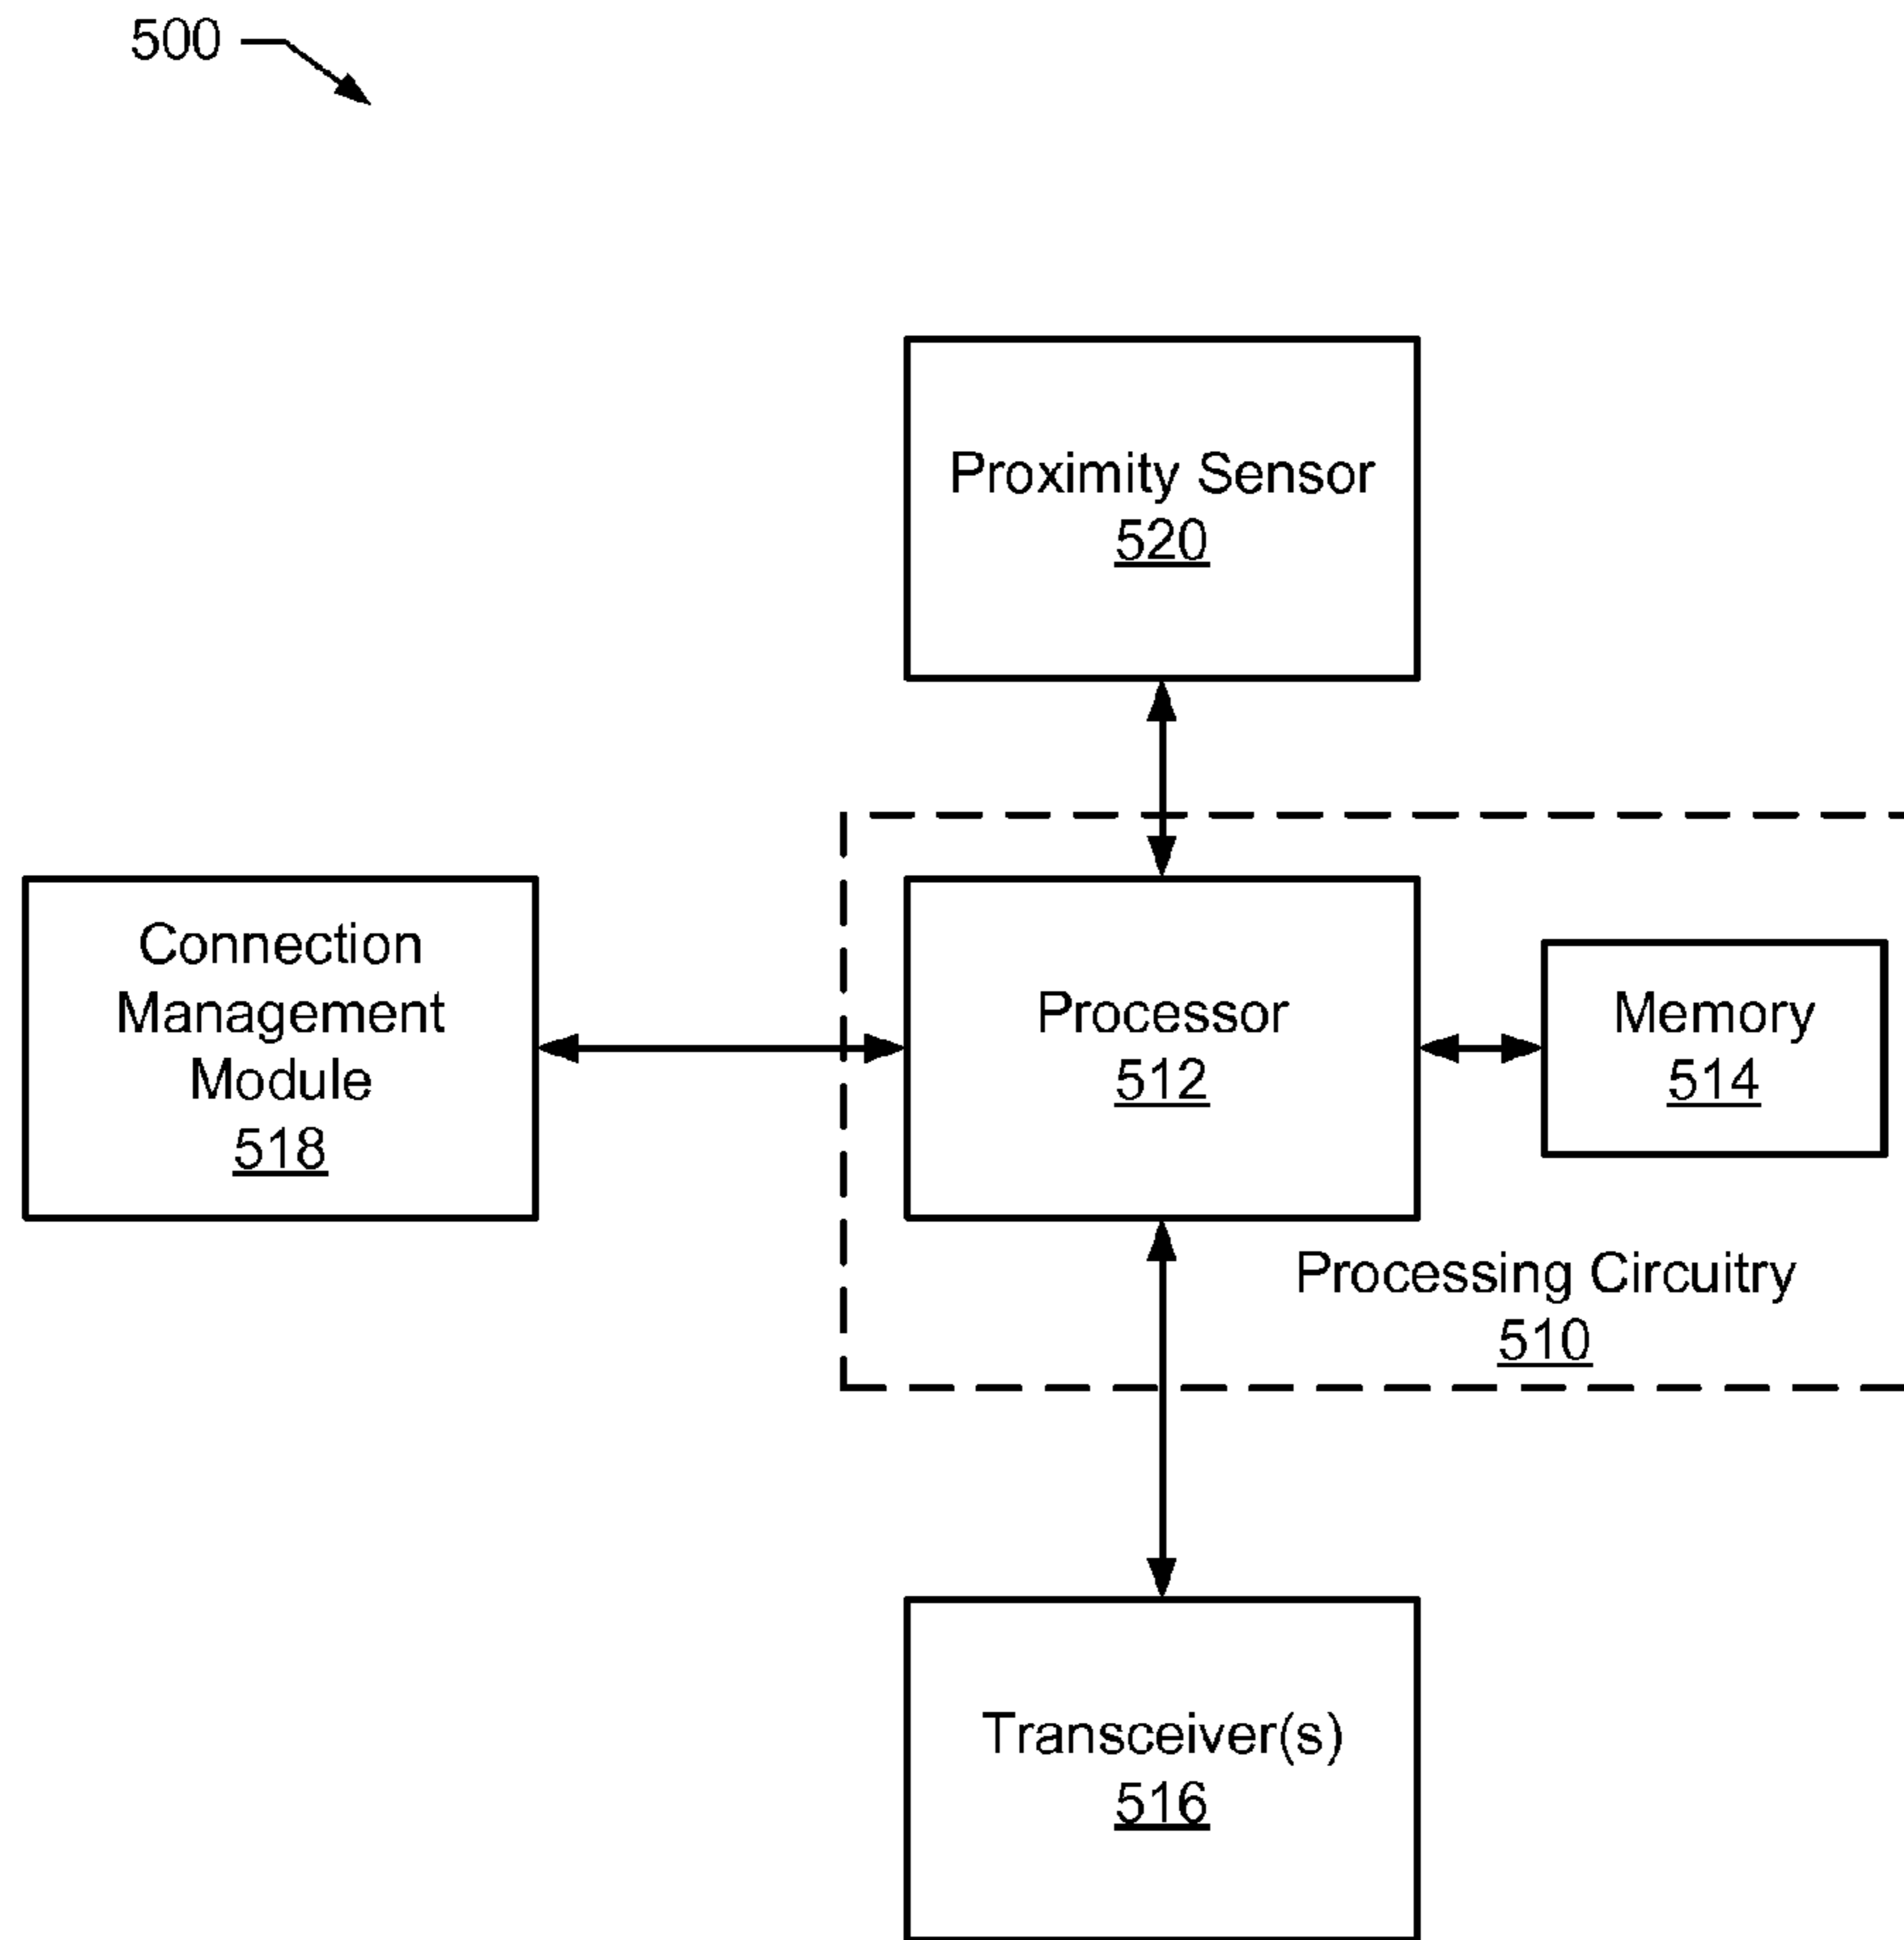 500
Proximity Sensor
520
Connection
Management
Module
518
Processor
512
Memory
514
Processing Circuitry
510
Transceiver(s)
516